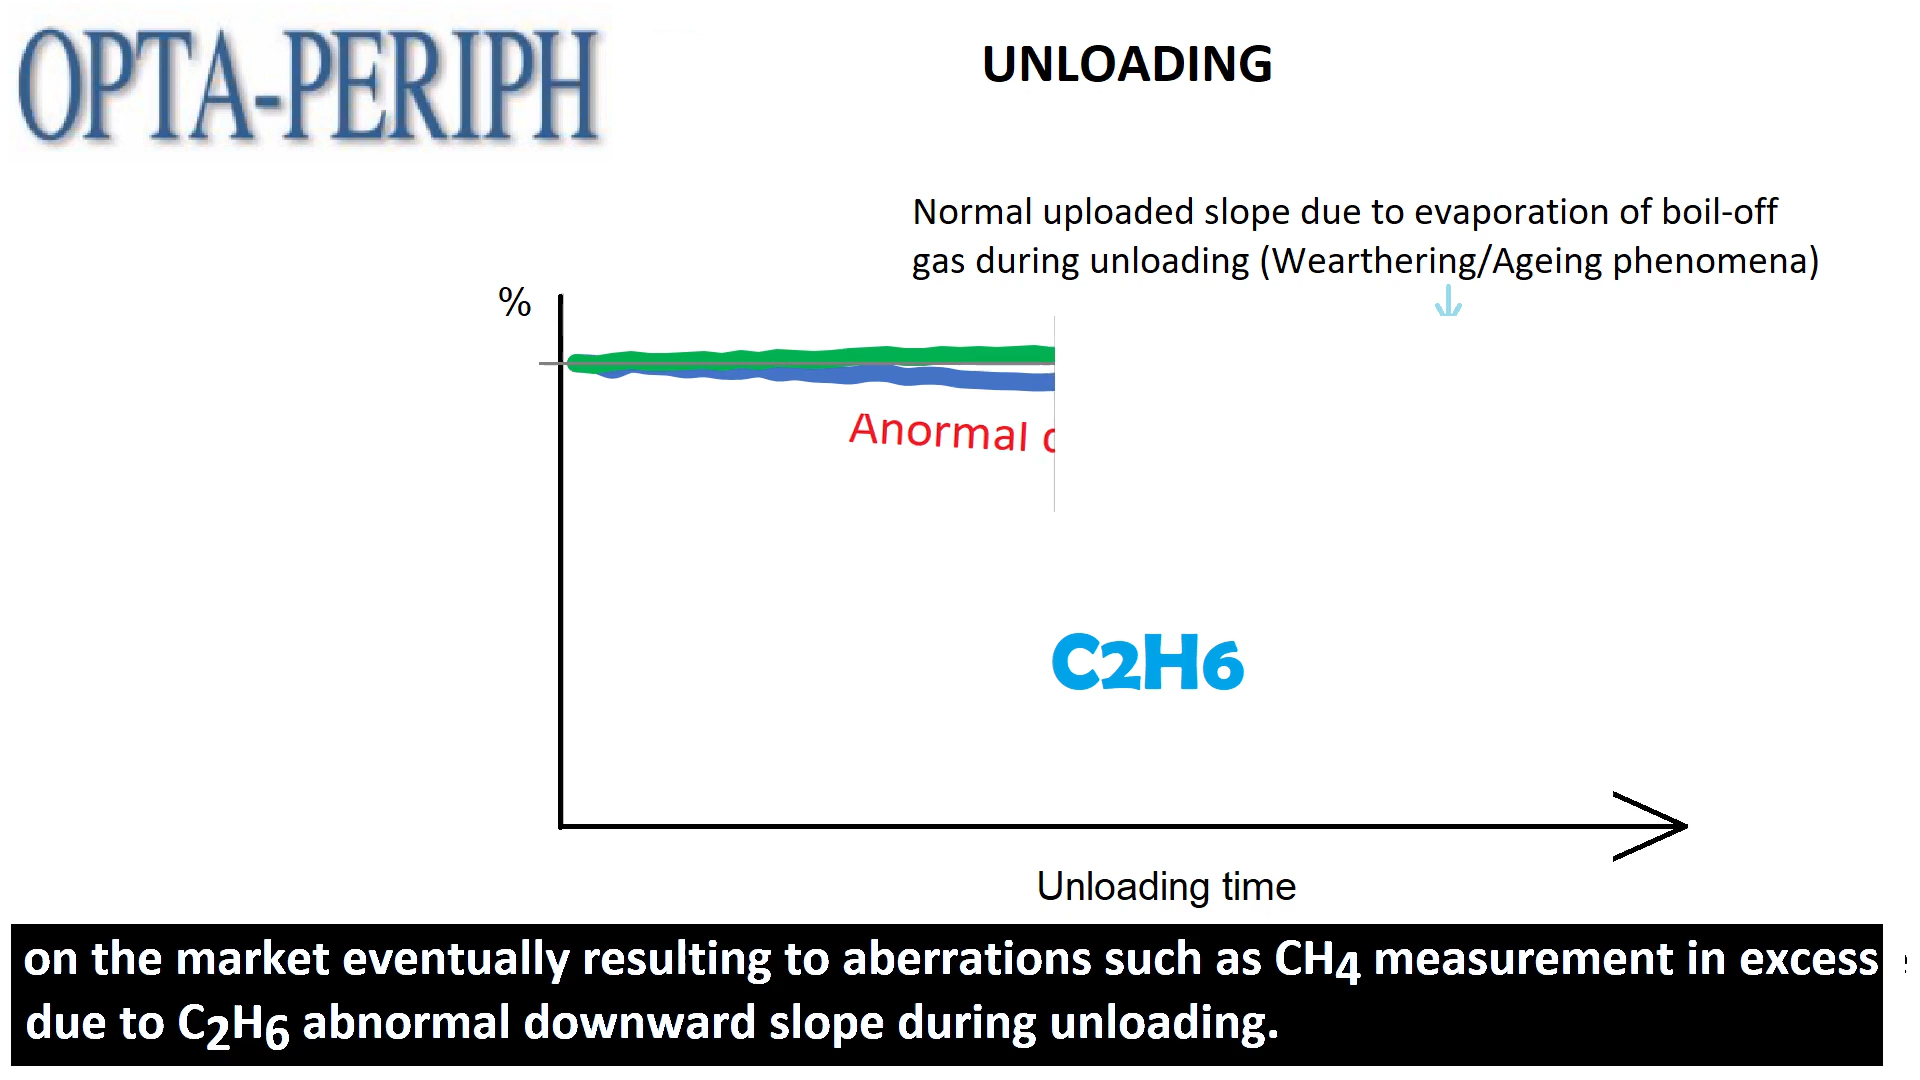 OPTA-PERIPH
UNLOADING
Normal uploaded slope due to evaporation of boil-off
gas during unloading (Wearthering/Ageing phenomena)
%
Anormal
C2H6
Unloading time
on the market eventually resulting to aberrations such as CH4 measurement in excess
due to C2H6 abnormal downward slope during unloading.